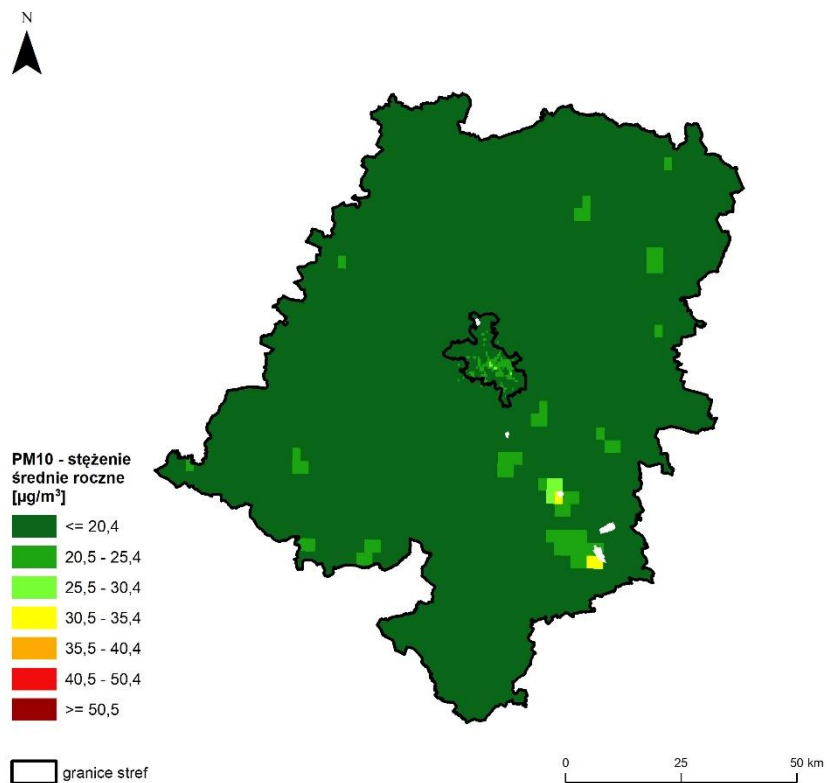 N
PM10 - stężenie
średnie roczne
[µg/m³]
<= 20,4
20,5 - 25,4
25,5 - 30,4
30,5 - 35,4
35,5 - 40,4
40,5 - 50,4
>= 50,5
granice stref
0 25 50 km